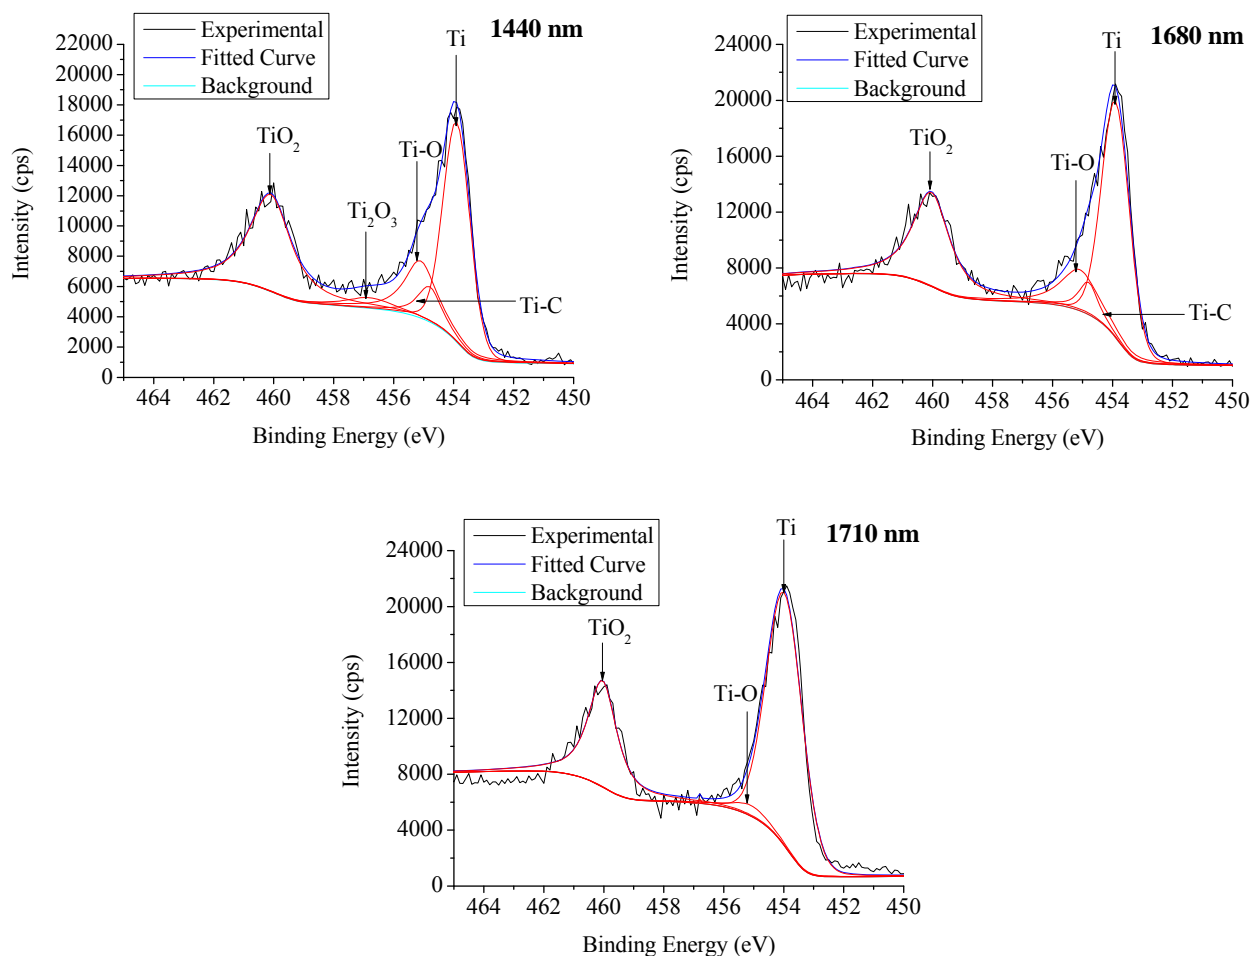 1440 nm
Experimental
Fitted Curve
Background
Ti
TiO2
Ti-O
Ti2O3
Ti-C
22000
20000
18000
16000
14000
12000
10000
8000
6000
4000
2000
0
Intensity (cps)
464 462 460 458 456 454 452 450
Binding Energy (eV)
1680 nm
Experimental
Fitted Curve
Background
Ti
TiO2
Ti-O
Ti-C
24000
20000
16000
12000
8000
4000
0
Intensity (cps)
464 462 460 458 456 454 452 450
Binding Energy (eV)
1710 nm
Experimental
Fitted Curve
Background
Ti
TiO2
Ti-O
24000
20000
16000
12000
8000
4000
0
Intensity (cps)
464 462 460 458 456 454 452 450
Binding Energy (eV)